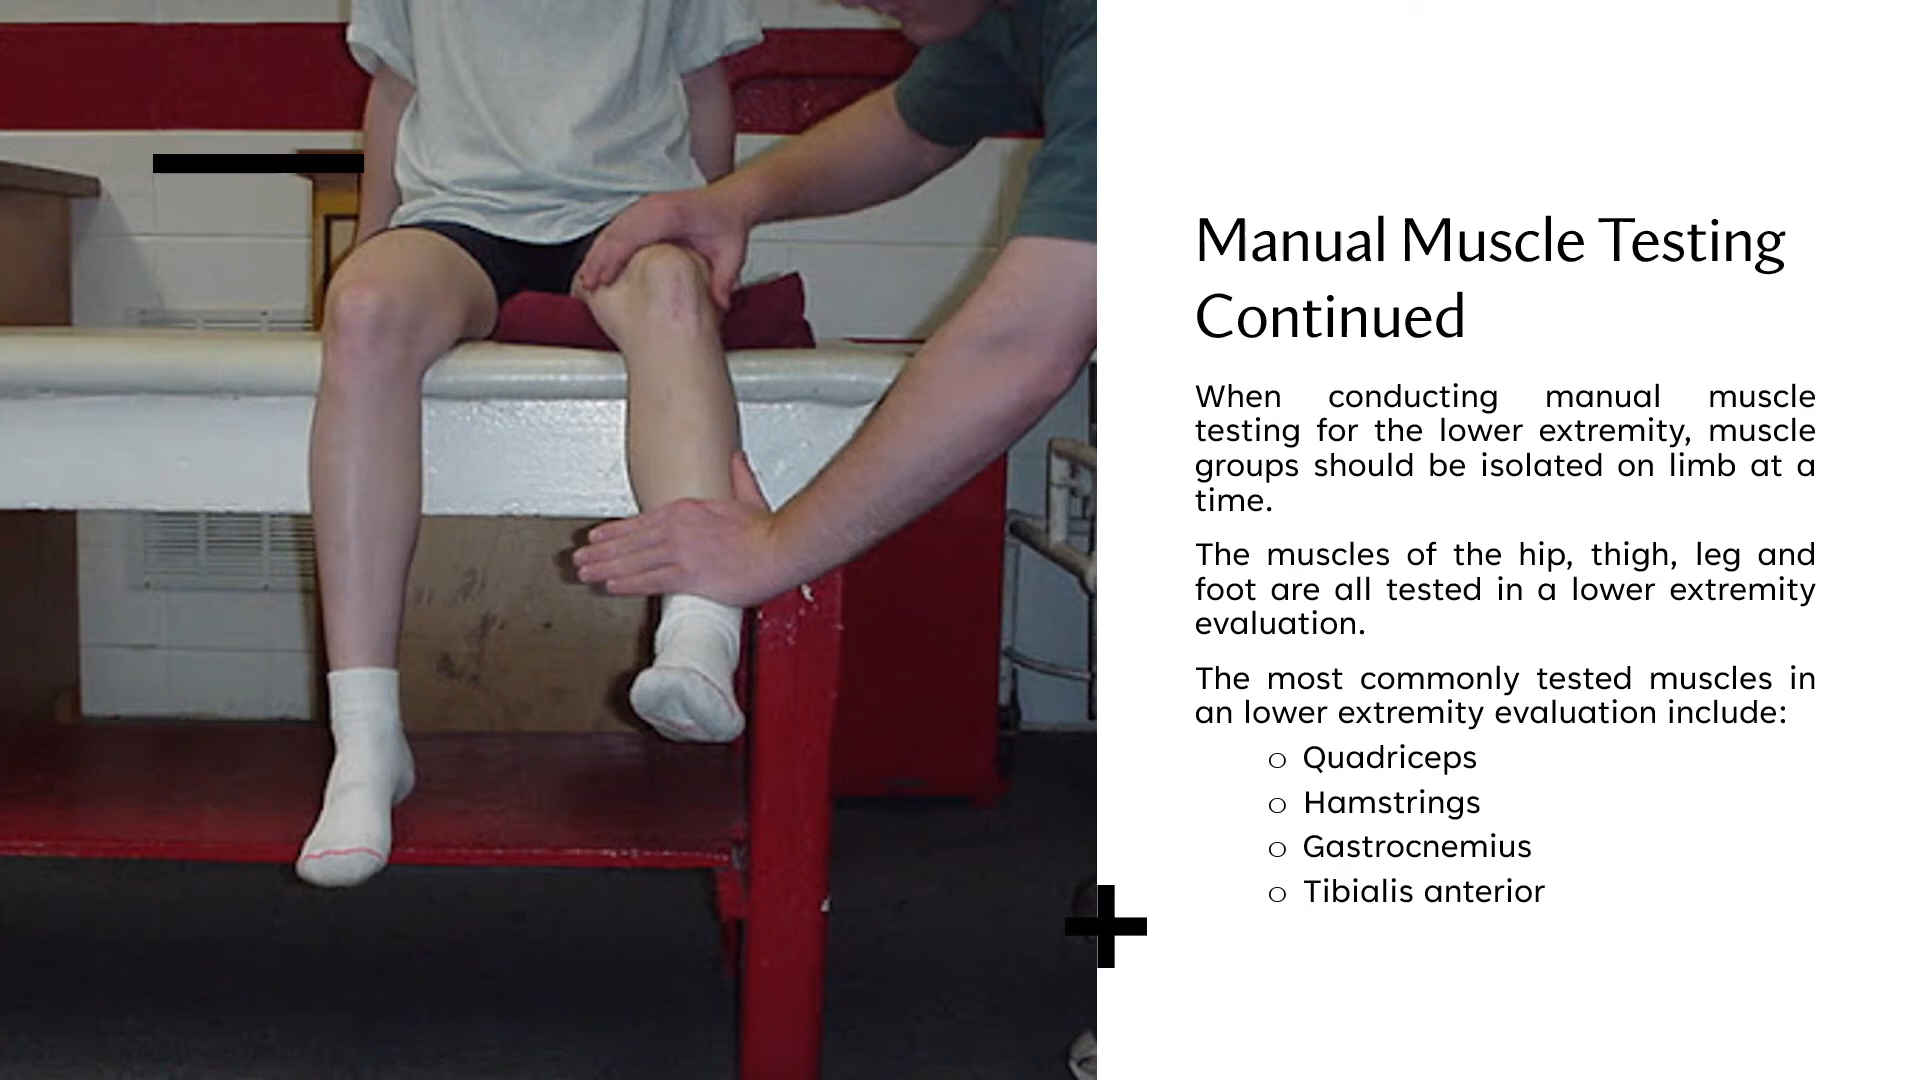 Manual Muscle Testing
Continued
When conducting manual muscle
testing for the lower extremity, muscle
groups should be isolated on limb at a
time.
The muscles of the hip, thigh, leg and
foot are all tested in a lower extremity
evaluation.
The most commonly tested muscles in
an lower extremity evaluation include:
o Quadriceps
o Hamstrings
o Gastrocnemius
o Tibialis anterior